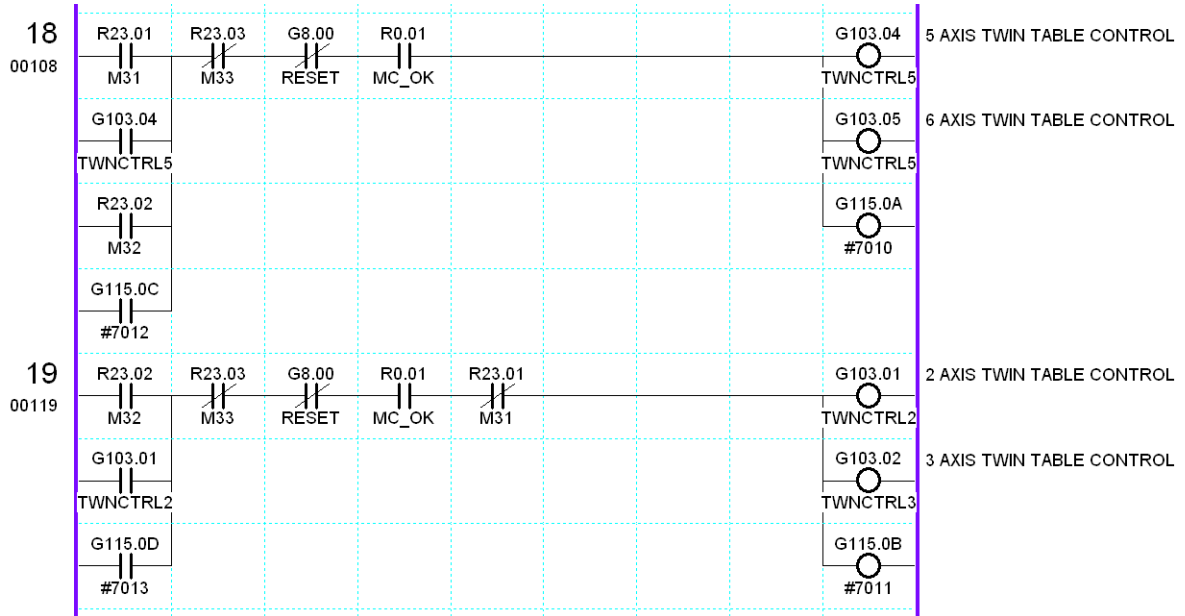 18
00108
R23.01 R23.03 G8.00 R0.01 G103.04 5 AXIS TWIN TABLE CONTROL
M31 M33 RESET MC_OK TWNCTRL5
G103.04 G103.05 6 AXIS TWIN TABLE CONTROL
TWNCTRL5 TWNCTRL5
R23.02 G115.0A
M32 #7010
G115.0C
#7012
19
00119
R23.02 R23.03 G8.00 R0.01 R23.01 G103.01 2 AXIS TWIN TABLE CONTROL
M32 M33 RESET MC_OK M31 TWNCTRL2
G103.01 G103.02 3 AXIS TWIN TABLE CONTROL
TWNCTRL2 TWNCTRL3
G115.0D G115.0B
#7013 #7011